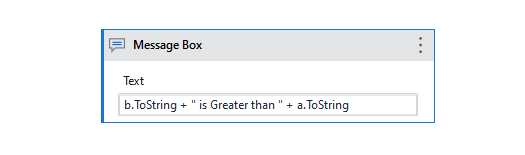 Message Box
Text
b.ToString + " is Greater than " + a.ToString